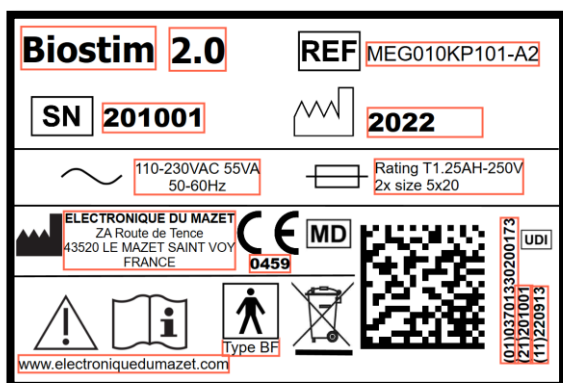 Biostim 2.0
REF MEG010KP101-A2
SN 201001
2022
110-230VAC 55VA
50-60Hz
Rating T1.25AH-250V
2x size 5x20
ELECTRONIQUE DU MAZET
ZA Route de Tence
43520 LE MAZET SAINT VOY
FRANCE
CE
0459
MD
UDI
(01)03701330200173
(21)201001
(11)220913
Type BF
www.electroniquedumazet.com